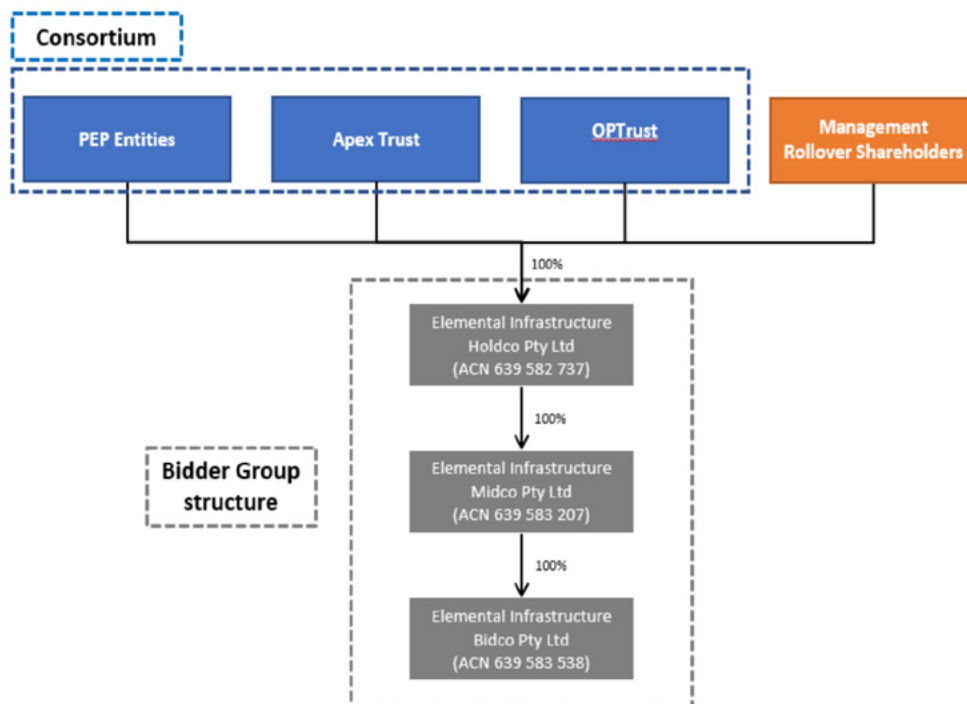 Consortium
PEP Entities
Apex Trust
OPTrust
Management
Rollover Shareholders
100%
Elemental Infrastructure
Holdco Pty Ltd
(ACN 639 582 737)
100%
Bidder Group
structure
Elemental Infrastructure
Midco Pty Ltd
(ACN 639 583 207)
100%
Elemental Infrastructure
Bidco Pty Ltd
(ACN 639 583 538)